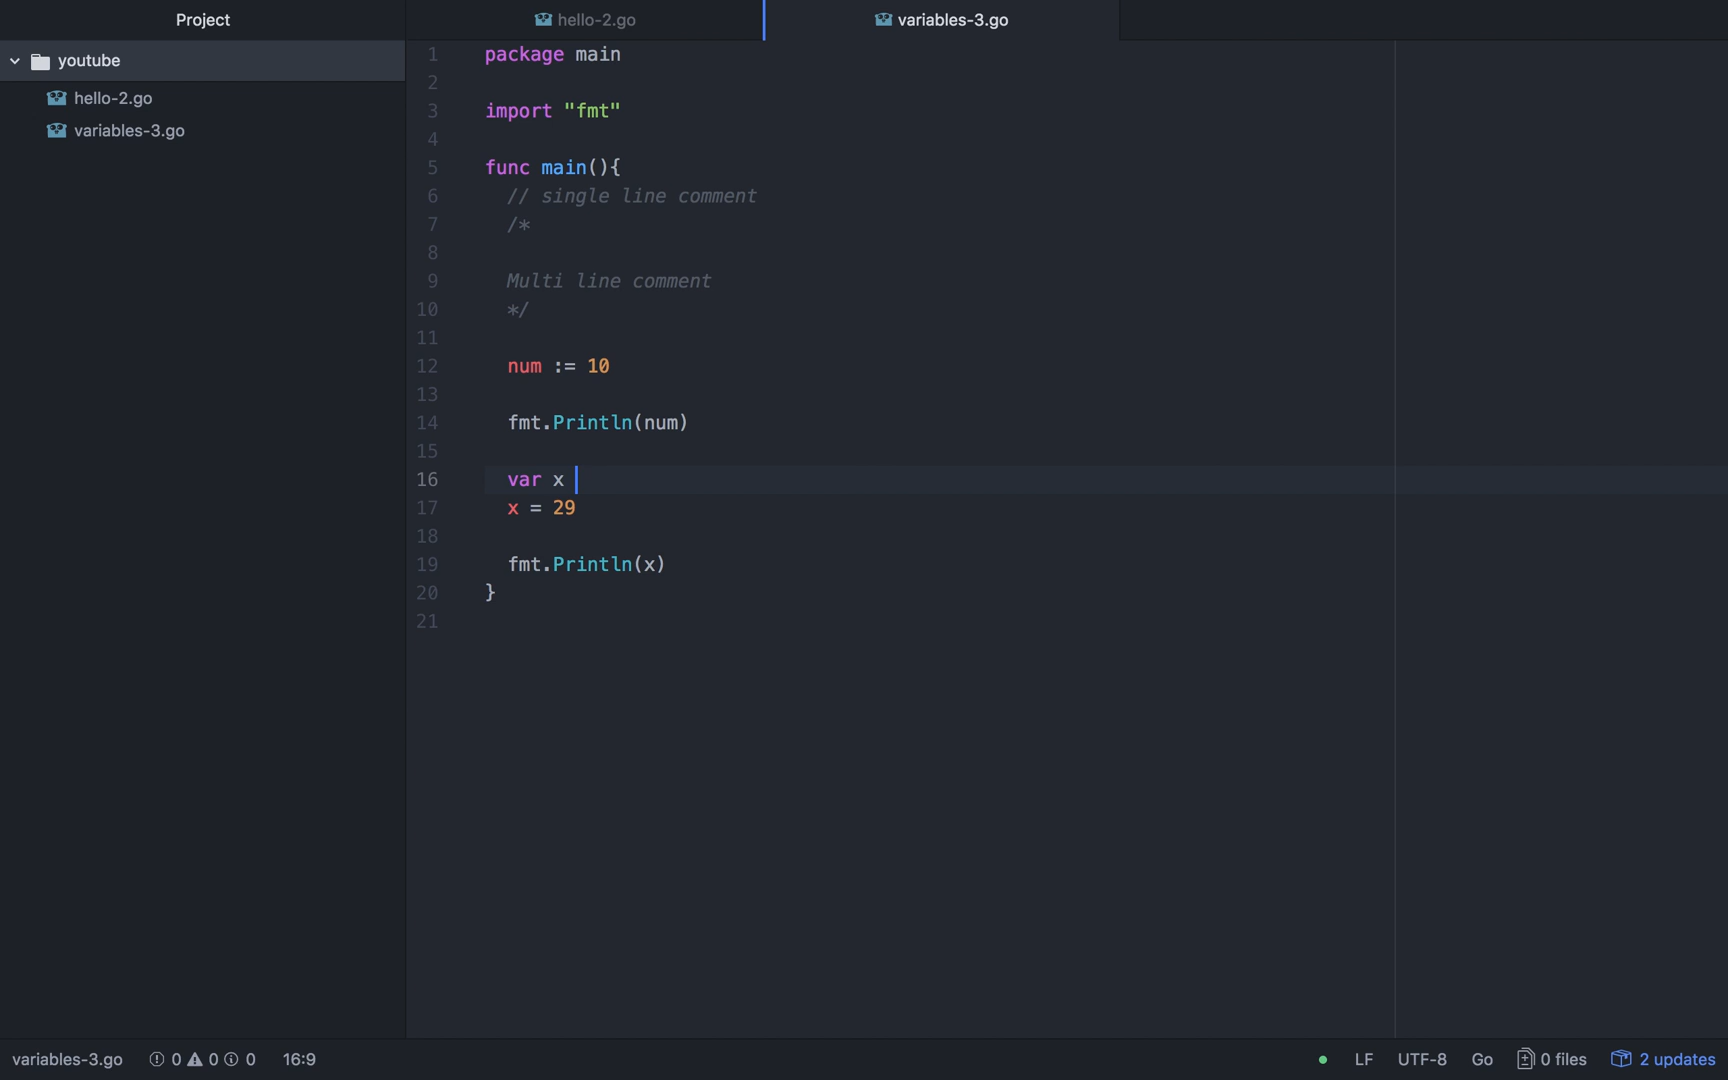 Project
hello-2.go
variables-3.go
youtube
hello-2.go
variables-3.go
1 package main
2
3 import "fmt"
4
5 func main(){
6 // single line comment
7 /*
8
9 Multi line comment
10 */
11
12 num := 10
13
14 fmt.Println(num)
15
16 var x
17 x = 29
18
19 fmt.Println(x)
20 }
21
variables-3.go 0 0 0 16:9 LF UTF-8 Go 0 files 2 updates